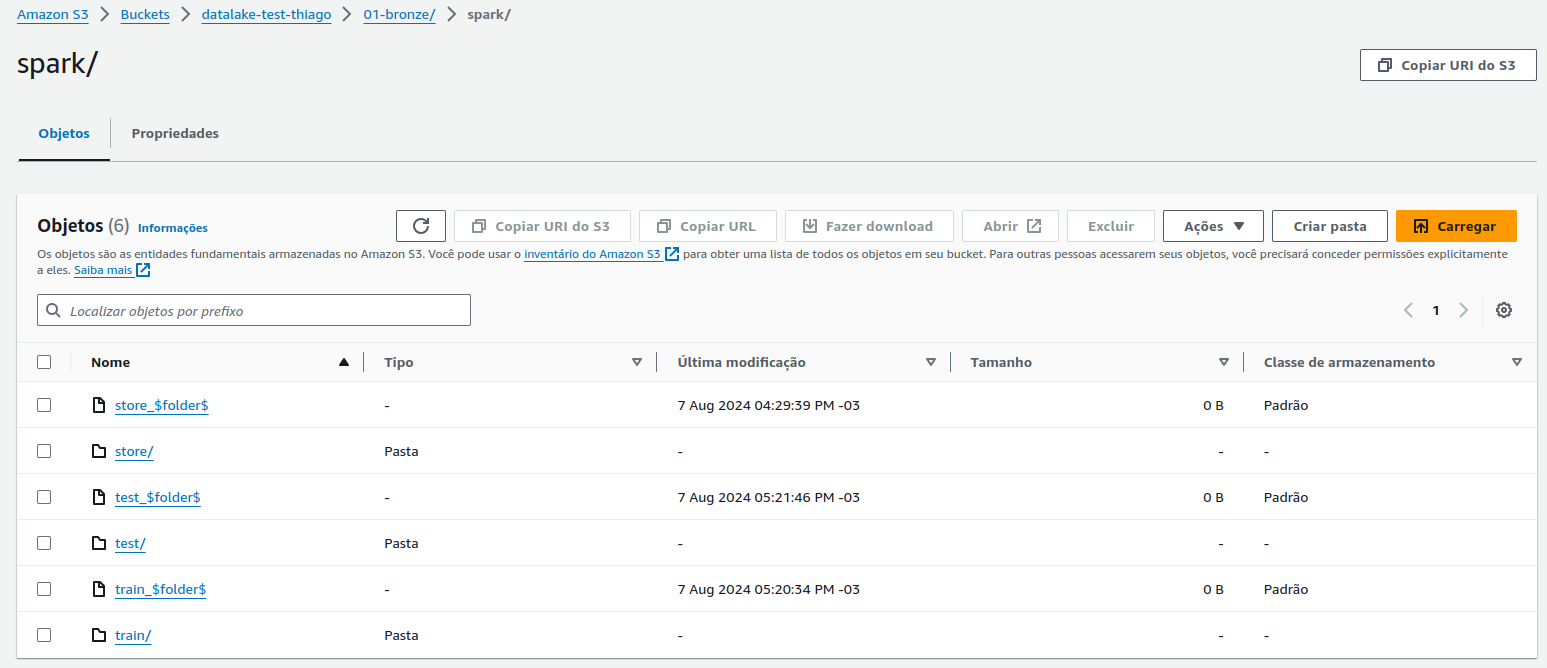 Amazon S3 > Buckets > datalake-test-thiago > 01-bronze/ > spark/
spark/
Copiar URI do S3
Objetos Propriedades
Objetos (6) Informações Copiar URI do S3 Copiar URL Fazer download Abrir Excluir Ações Criar pasta Carregar
Os objetos são as entidades fundamentais armazenadas no Amazon S3. Você pode usar o inventário do Amazon S3 para obter uma lista de todos os objetos em seu bucket. Para outras pessoas acessarem seus objetos, você precisará conceder permissões explicitamente
a eles. Saiba mais
Localizar objetos por prefixo 1
Nome Tipo Última modificação Tamanho Classe de armazenamento
store_$folder$ - 7 Aug 2024 04:29:39 PM -03 0 B Padrão
store/ Pasta - - -
test_$folder$ - 7 Aug 2024 05:21:46 PM -03 0 B Padrão
test/ Pasta - - -
train_$folder$ - 7 Aug 2024 05:20:34 PM -03 0 B Padrão
train/ Pasta - - -